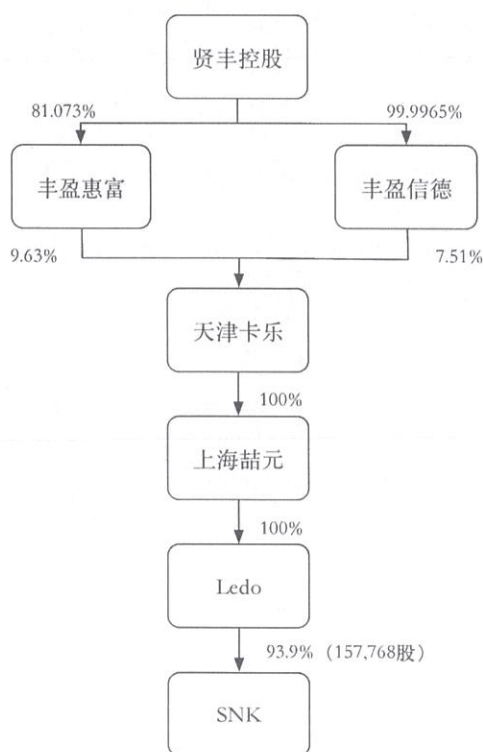 贤丰控股
81.073% 99.9965%
丰盈惠富 丰盈信德
9.63% 7.51%
天津卡乐
100%
上海喆元
100%
Ledo
93.9%（157,768股）
SNK